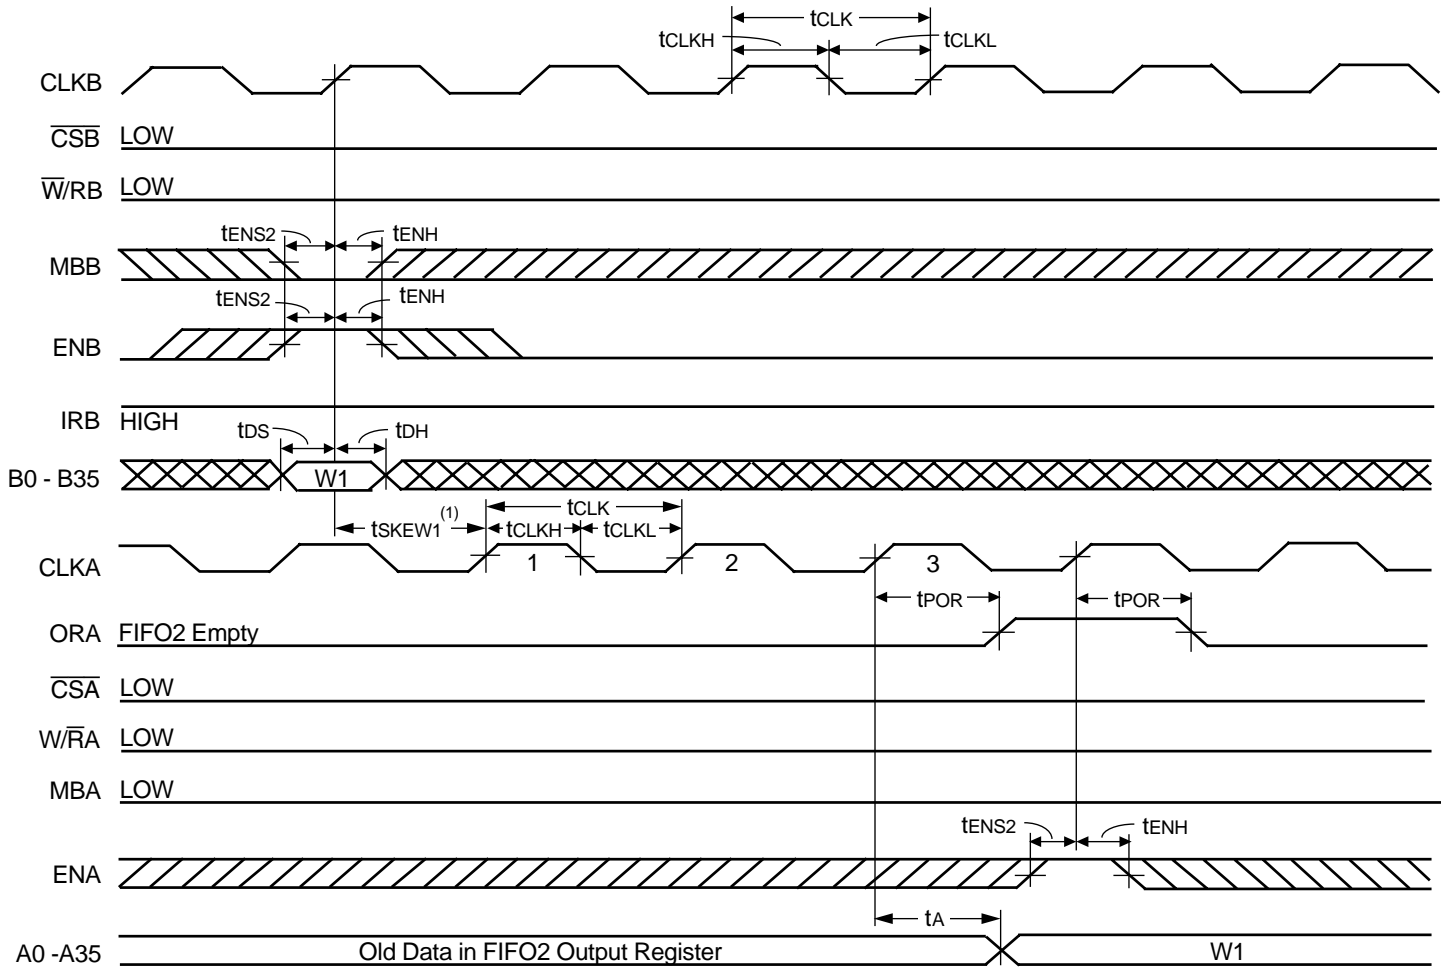 tCLK
tCLKH tCLKL
CLKB
CSB LOW
W/RB LOW
tENS2 tENH
MBB
tENS2 tENH
ENB
IRB HIGH
tDS tDH
B0 - B35 W1
tCLK
tSKEW1 (1) tCLKH tCLKL
CLKA 1 2 3
tPOR tPOR
ORA FIFO2 Empty
CSA LOW
W/RA LOW
MBA LOW
tENS2 tENH
ENA
tA
A0 -A35 Old Data in FIFO2 Output Register W1